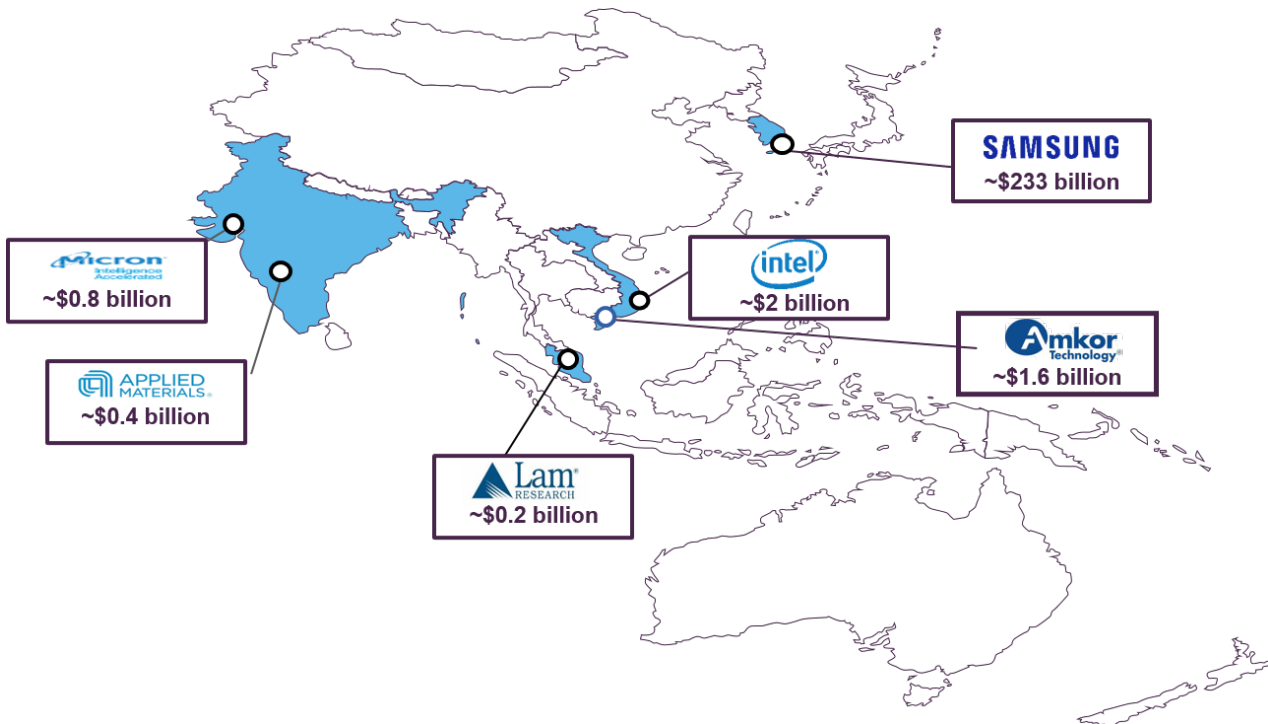 SAMSUNG
~$233 billion
Micron
Intelligence
Accelerated
~$0.8 billion
intel
~$2 billion
Amkor
Technology®
~$1.6 billion
APPLIED
MATERIALS®
~$0.4 billion
Lam®
RESEARCH
~$0.2 billion